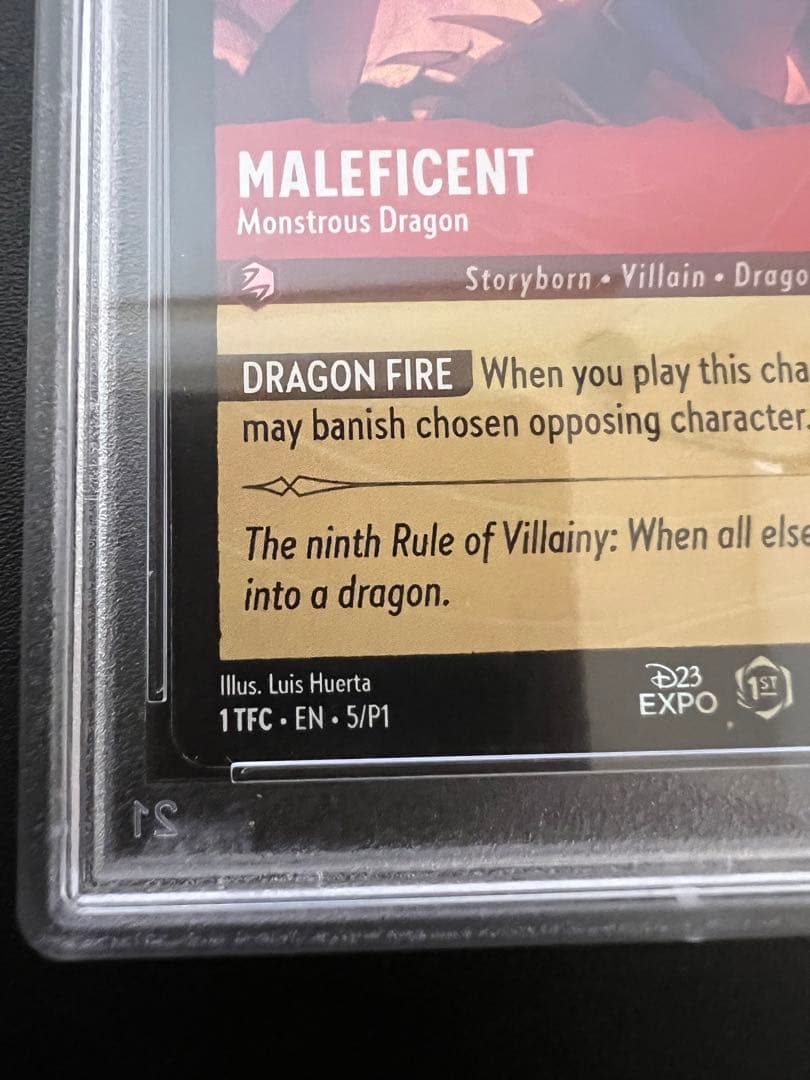 MALEFICENT
Monstrous Dragon
Storyborn • Villain • Drago
DRAGON FIRE When you play this cha
may banish chosen opposing character.
The ninth Rule of Villainy: When all else
into a dragon.
Illus. Luis Huerta
1 TFC • EN • 5/P1
D23
EXPO
1ST
21